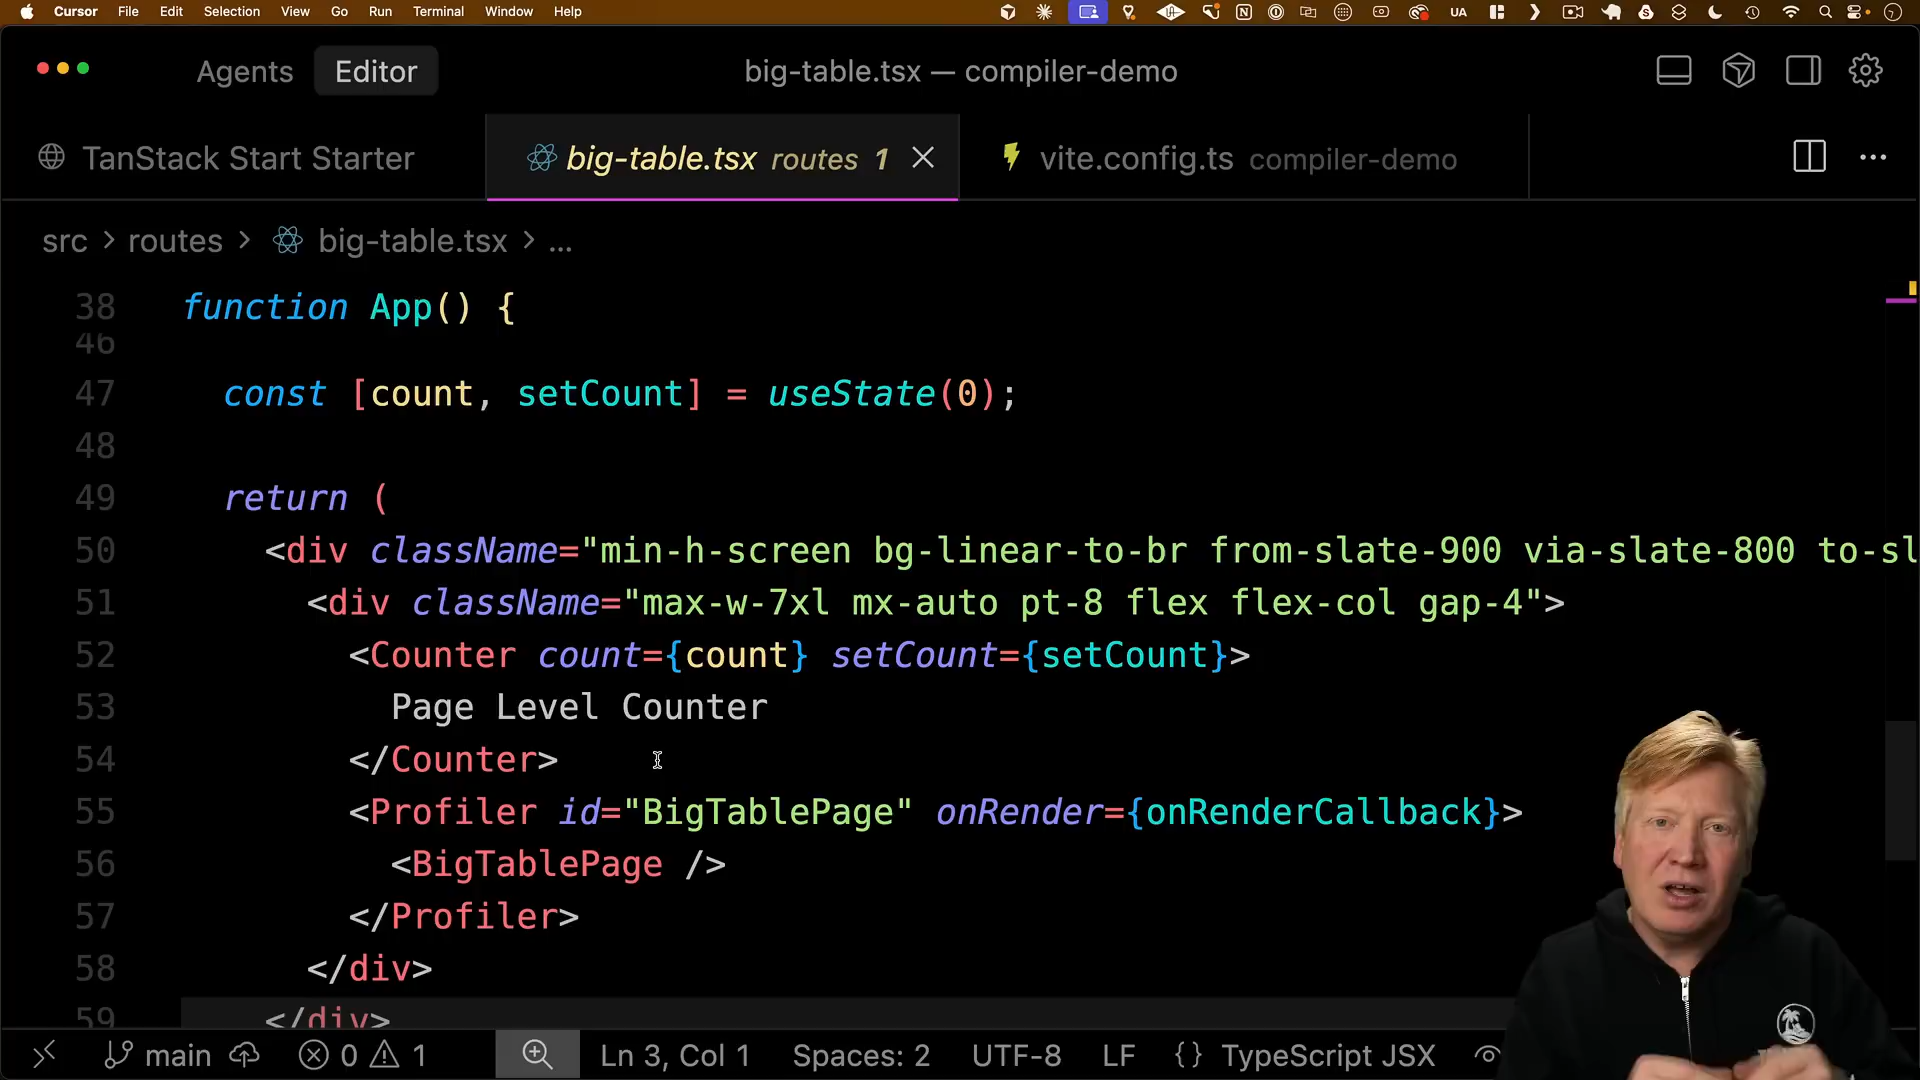 Cursor File Edit Selection View Go Run Terminal Window Help UA
Agents Editor big-table.tsx — compiler-demo
TanStack Start Starter big-table.tsx routes 1 vite.config.ts compiler-demo
src > routes > big-table.tsx > ...
38 function App() {
46
47 const [count, setCount] = useState(0);
48
49 return (
50 <div className="min-h-screen bg-linear-to-br from-slate-900 via-slate-800 to-sl
51 <div className="max-w-7xl mx-auto pt-8 flex flex-col gap-4">
52 <Counter count={count} setCount={setCount}>
53 Page Level Counter
54 </Counter>
55 <Profiler id="BigTablePage" onRender={onRenderCallback}>
56 <BigTablePage />
57 </Profiler>
58 </div>
59 </div>
main 0 1 Ln 3, Col 1 Spaces: 2 UTF-8 LF {} TypeScript JSX